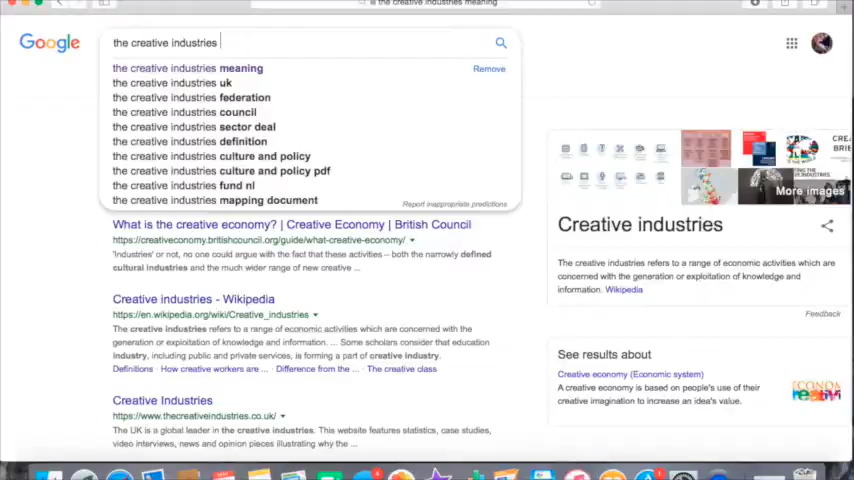 the creative industries meaning
Google
the creative industries
the creative industries meaning
Remove
the creative industries uk
the creative industries federation
the creative industries council
the creative industries sector deal
the creative industries definition
the creative industries culture and policy
the creative industries culture and policy pdf
the creative industries fund nl
the creative industries mapping document
Report inappropriate predictions
What is the creative economy? | Creative Economy | British Council
https://creativeconomy.britishcouncil.org/guide/what-creative-economy/
'Industries' or not, no one could argue with the fact that these activities – both the narrowly defined
cultural industries and the much wider range of new creative ...
Creative industries - Wikipedia
https://en.wikipedia.org/wiki/Creative_industries
The creative industries refers to a range of economic activities which are concerned with the
generation or exploitation of knowledge and information. ... Some scholars consider that education
industry, including public and private services, is forming a part of creative industry.
Definitions · How creative workers are ... · Difference from the ... · The creative class
Creative Industries
https://www.thecreativeindustries.co.uk/
The UK is a global leader in the creative industries. This website features statistics, case studies,
video interviews, news and opinion pieces illustrating why the ...
More images
Creative industries
The creative industries refers to a range of economic activities which are
concerned with the generation or exploitation of knowledge and
information. Wikipedia
Feedback
See results about
Creative economy (Economic system)
A creative economy is based on people's use of their
creative imagination to increase an idea's value.